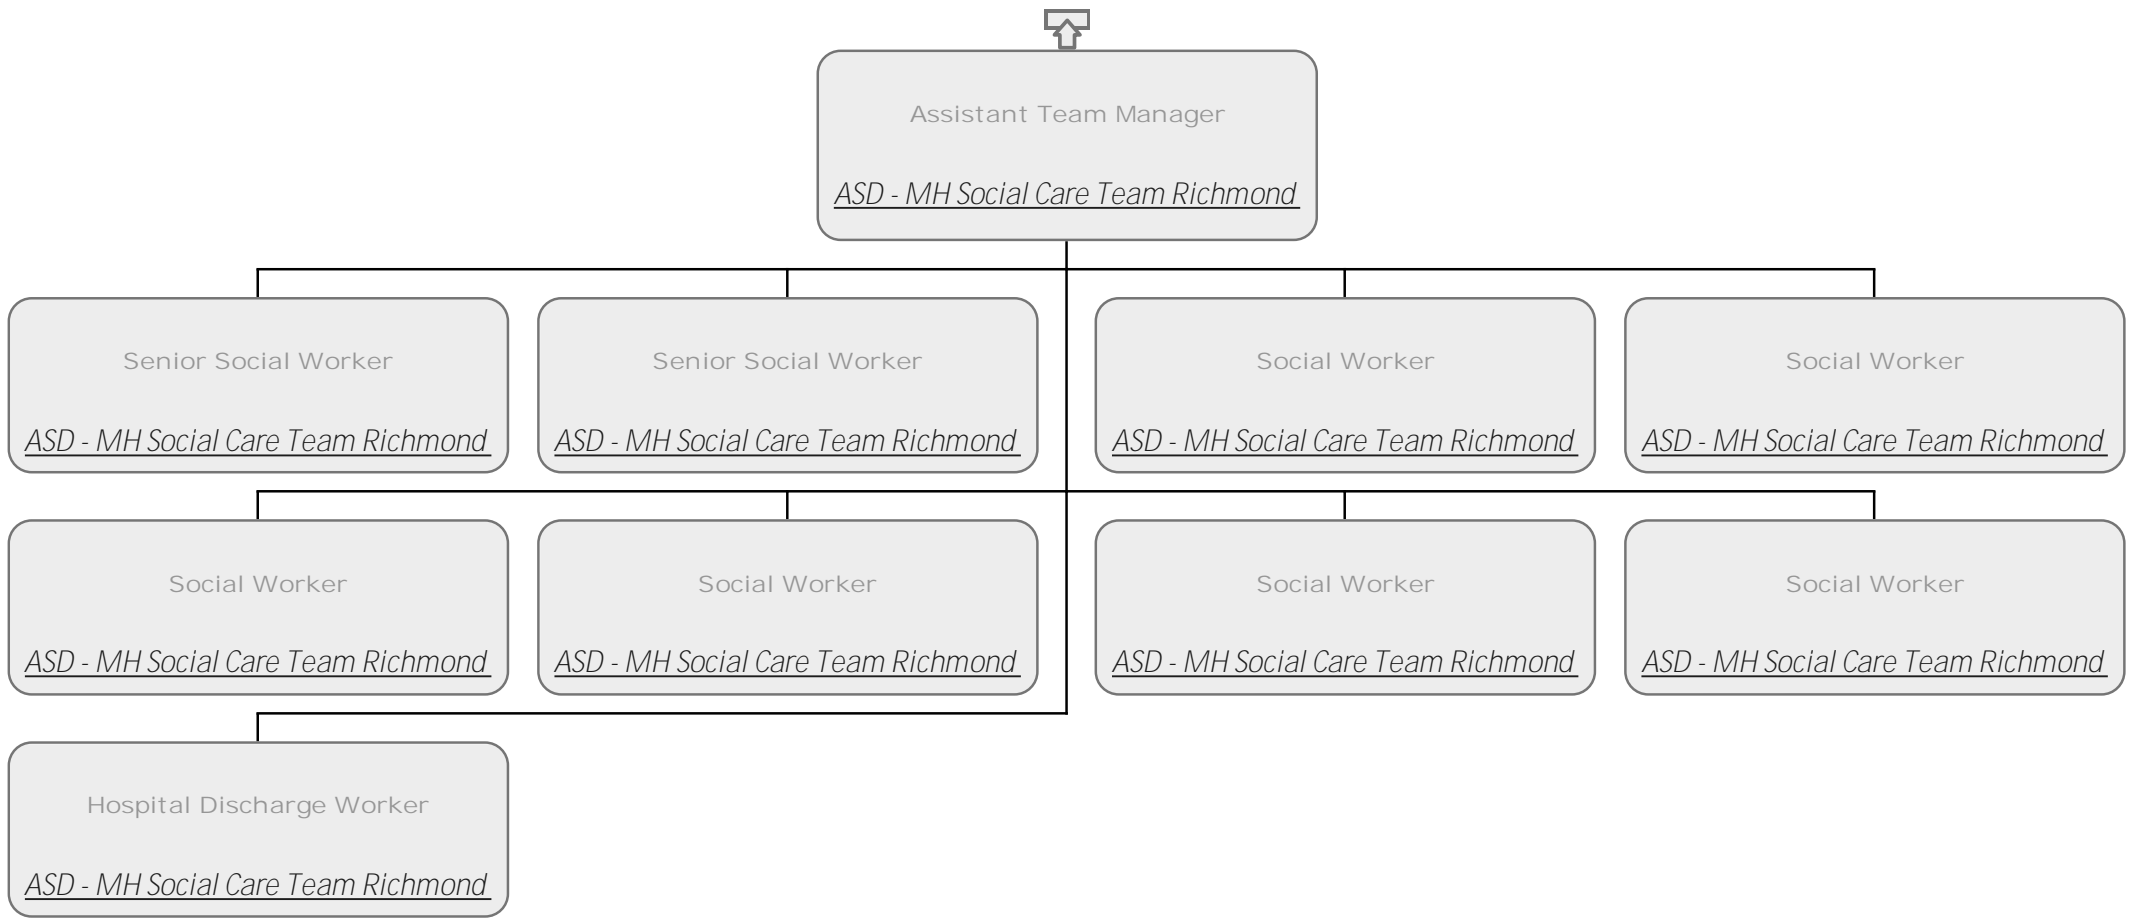 Assistant Team Manager
ASD - MH Social Care Team Richmond
Senior Social Worker
ASD - MH Social Care Team Richmond
Senior Social Worker
ASD - MH Social Care Team Richmond
Social Worker
ASD - MH Social Care Team Richmond
Social Worker
ASD - MH Social Care Team Richmond
Social Worker
ASD - MH Social Care Team Richmond
Social Worker
ASD - MH Social Care Team Richmond
Social Worker
ASD - MH Social Care Team Richmond
Social Worker
ASD - MH Social Care Team Richmond
Hospital Discharge Worker
ASD - MH Social Care Team Richmond